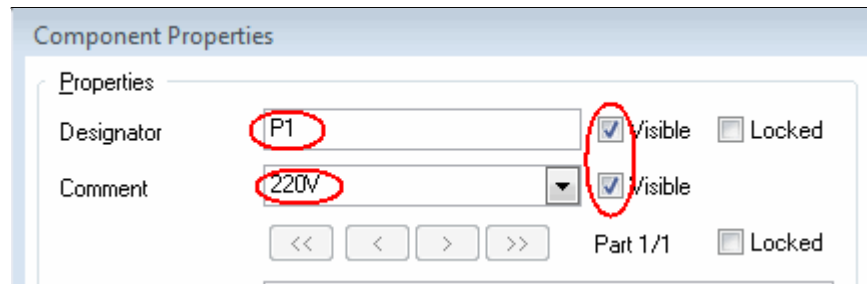 Component Properties
Properties
Designator P1 Visible Locked
Comment 220V Visible
<< < > >> Part 1/1 Locked